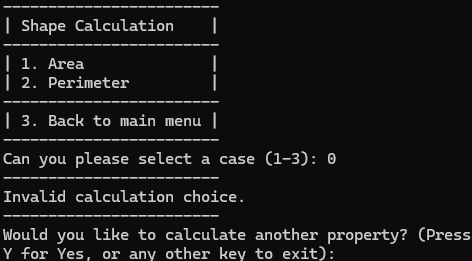 ------------------------
| Shape Calculation    |
------------------------
| 1. Area              |
| 2. Perimeter         |
------------------------
| 3. Back to main menu |
------------------------
Can you please select a case (1-3): 0
------------------------
Invalid calculation choice.
------------------------
Would you like to calculate another property? (Press
Y for Yes, or any other key to exit):